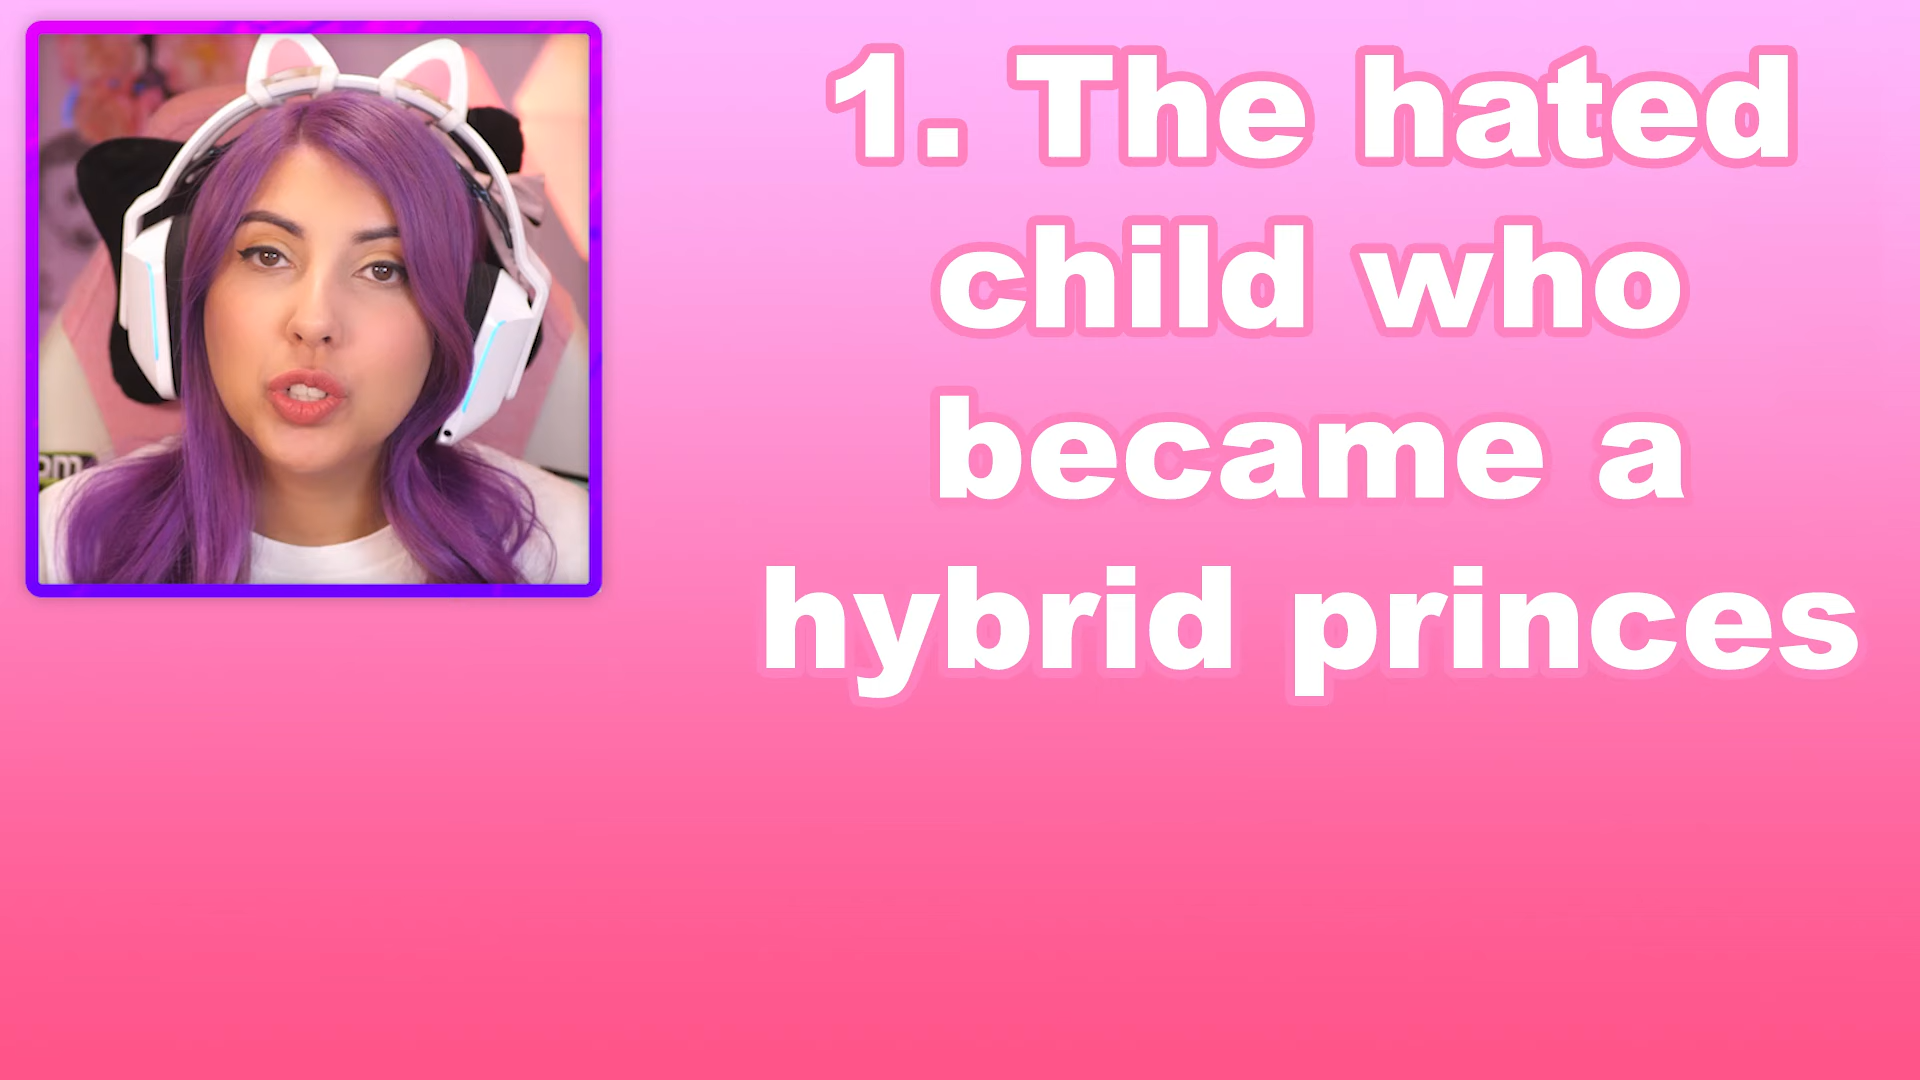 1. The hated
child who
became a
hybrid princes